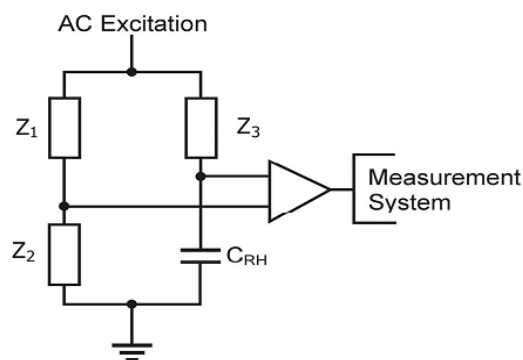 AC Excitation
Z1
Z3
Measurement
System
Z2
CRH